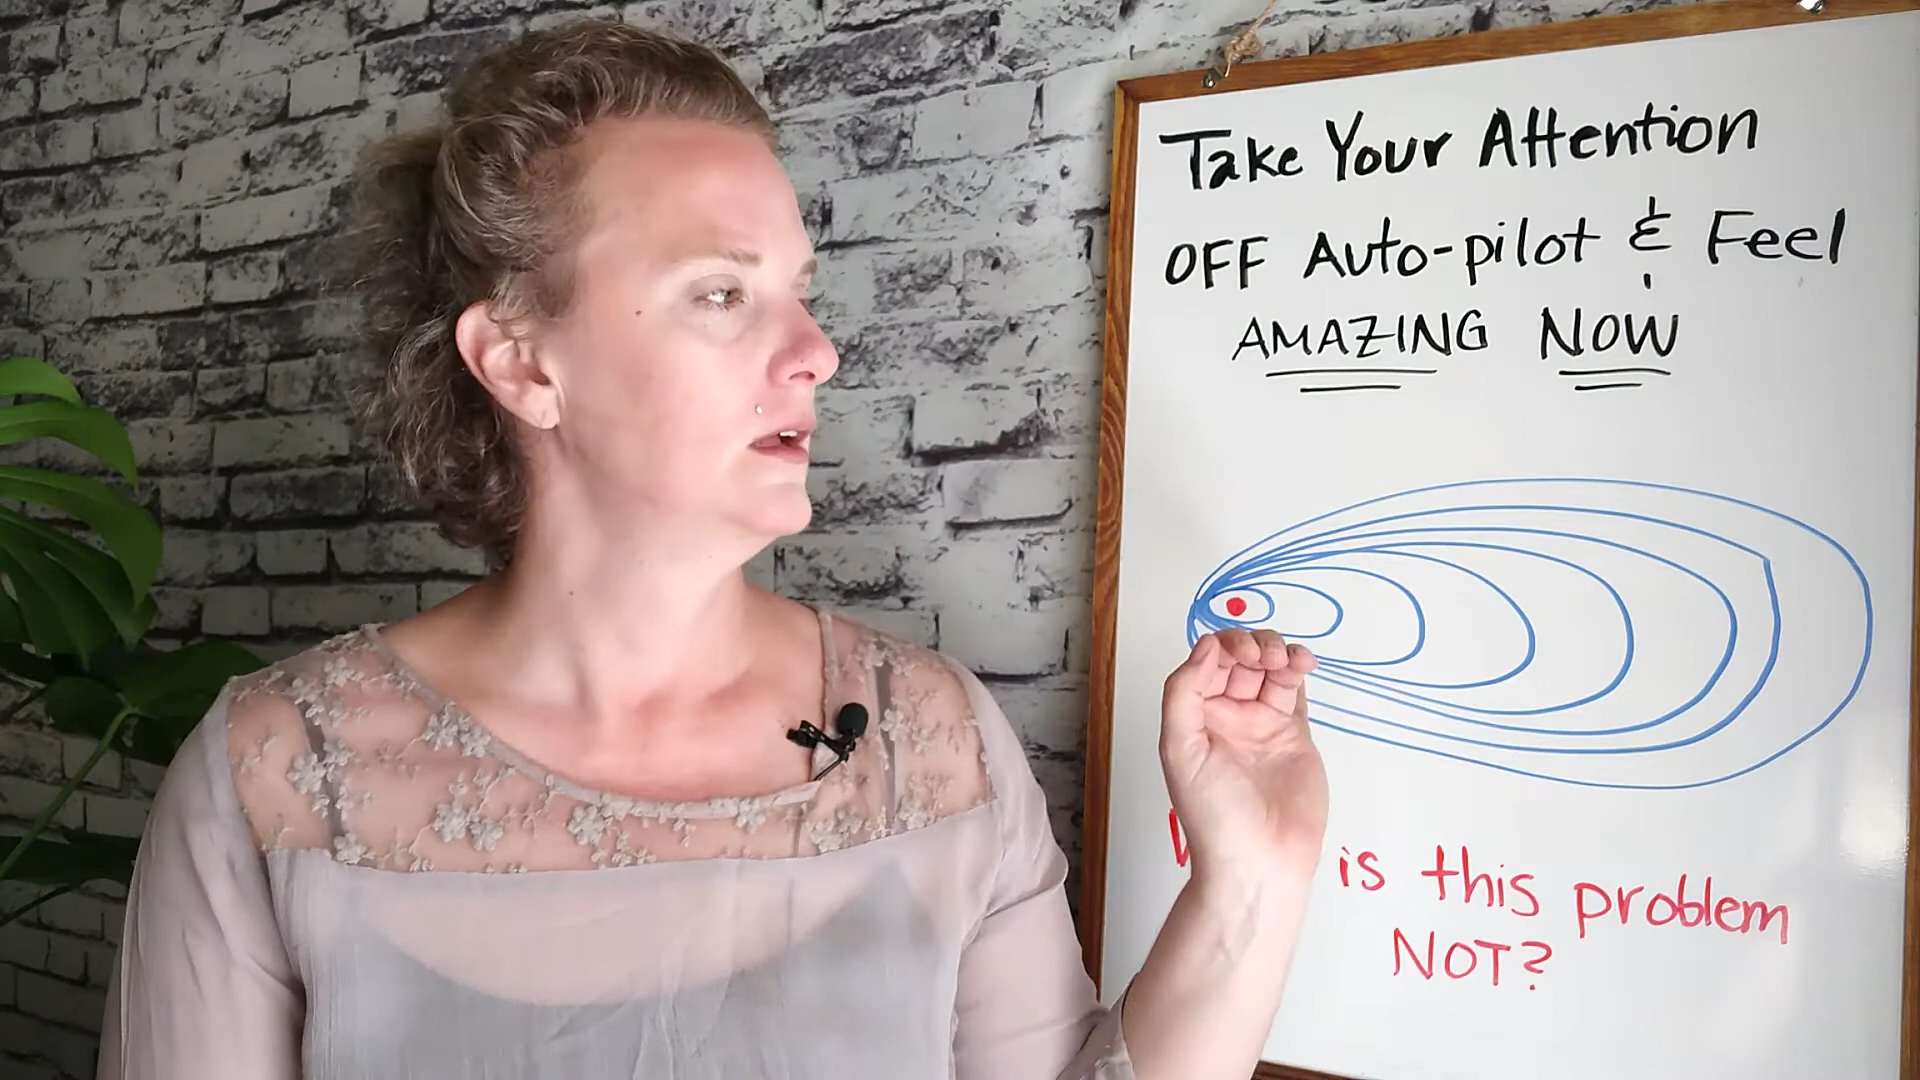 Take Your Attention
OFF Auto-pilot & Feel
AMAZING NOW
is this problem
NOT?